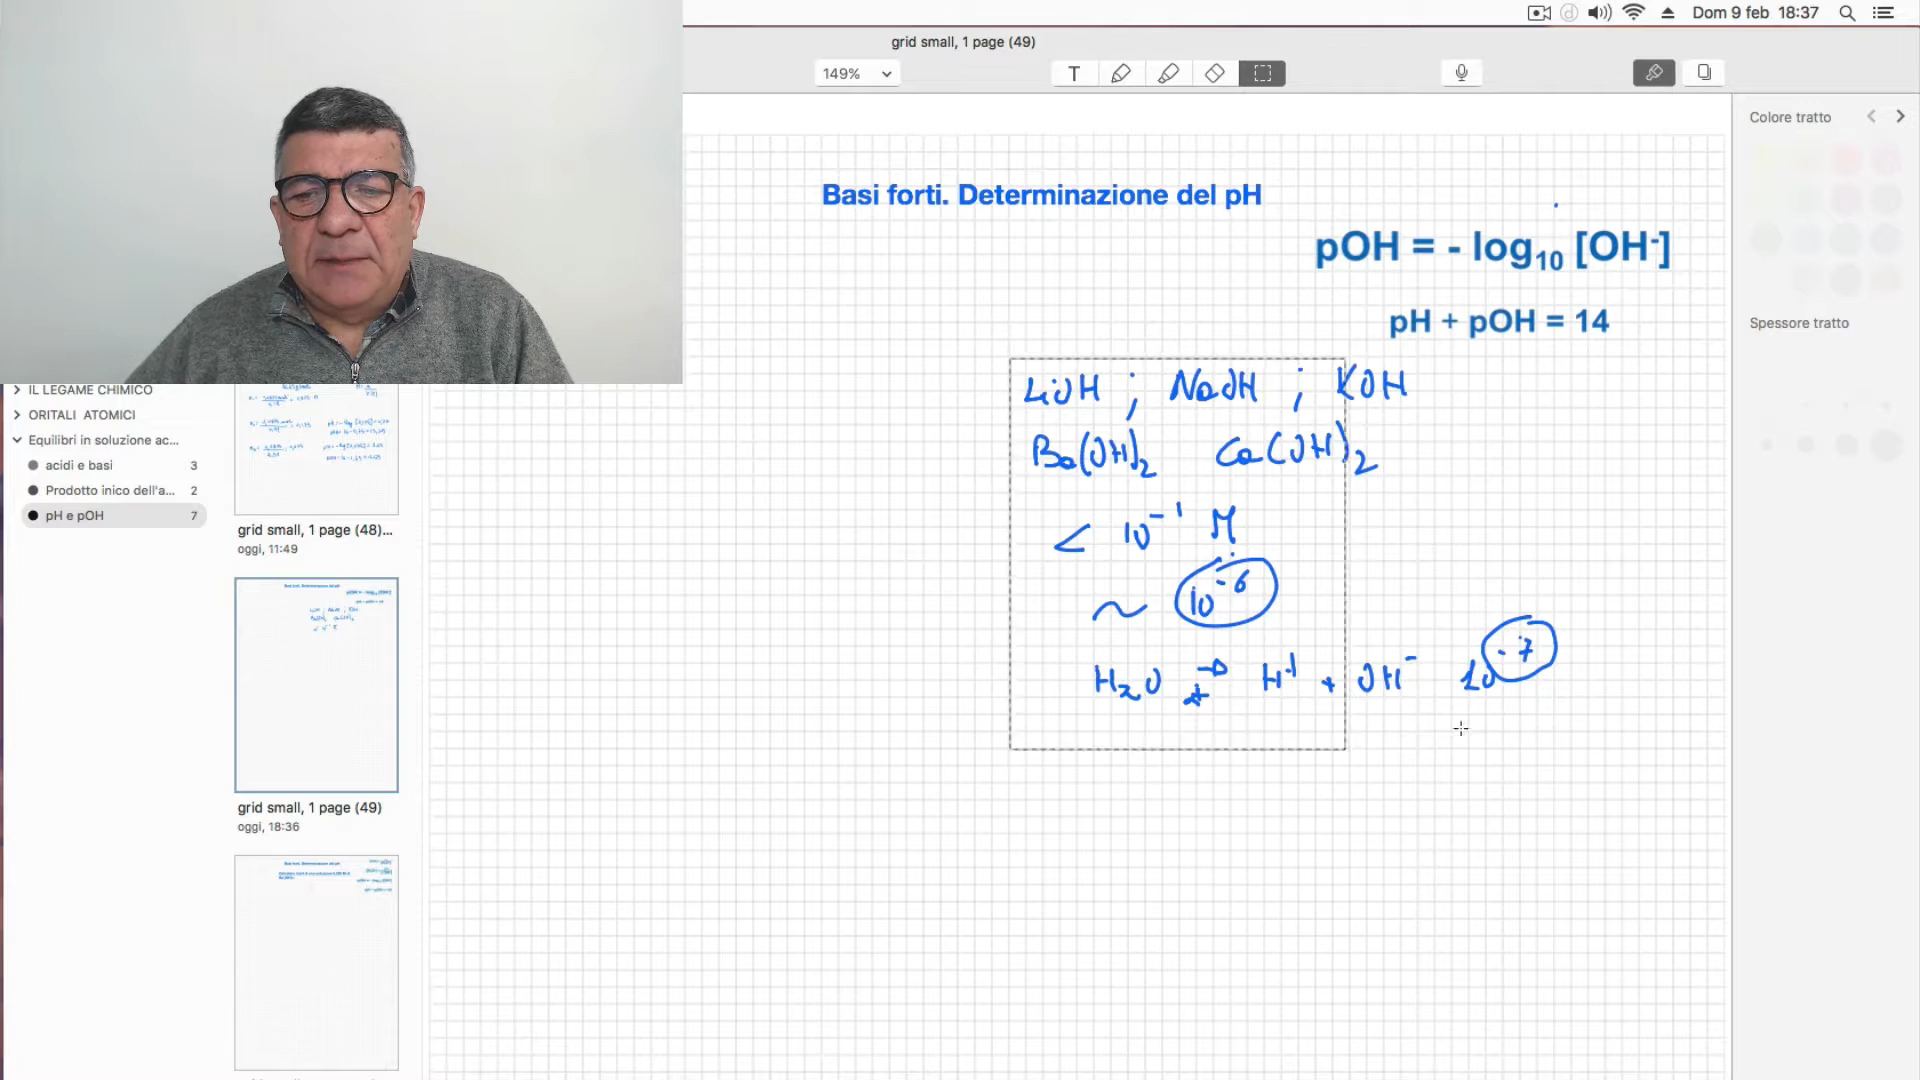 Dom 9 feb 18:37
grid small, 1 page (49)
149%
T
Colore tratto
Spessore tratto
IL LEGAME CHIMICO
ORITALI ATOMICI
Equilibri in soluzione ac...
acidi e basi 3
Prodotto inico dell'a... 2
pH e pOH 7
grid small, 1 page (48)...
oggi, 11:49
grid small, 1 page (49)
oggi, 18:36
Basi forti. Determinazione del pH
pOH = - log₁₀ [OH⁻]
pH + pOH = 14
LiOH ; NaOH ; KOH
Ba(OH)₂ Ca(OH)₂
< 10⁻¹ M
~ 10⁻⁶
H₂O ⇄ H⁺ + OH⁻ 10⁻⁷